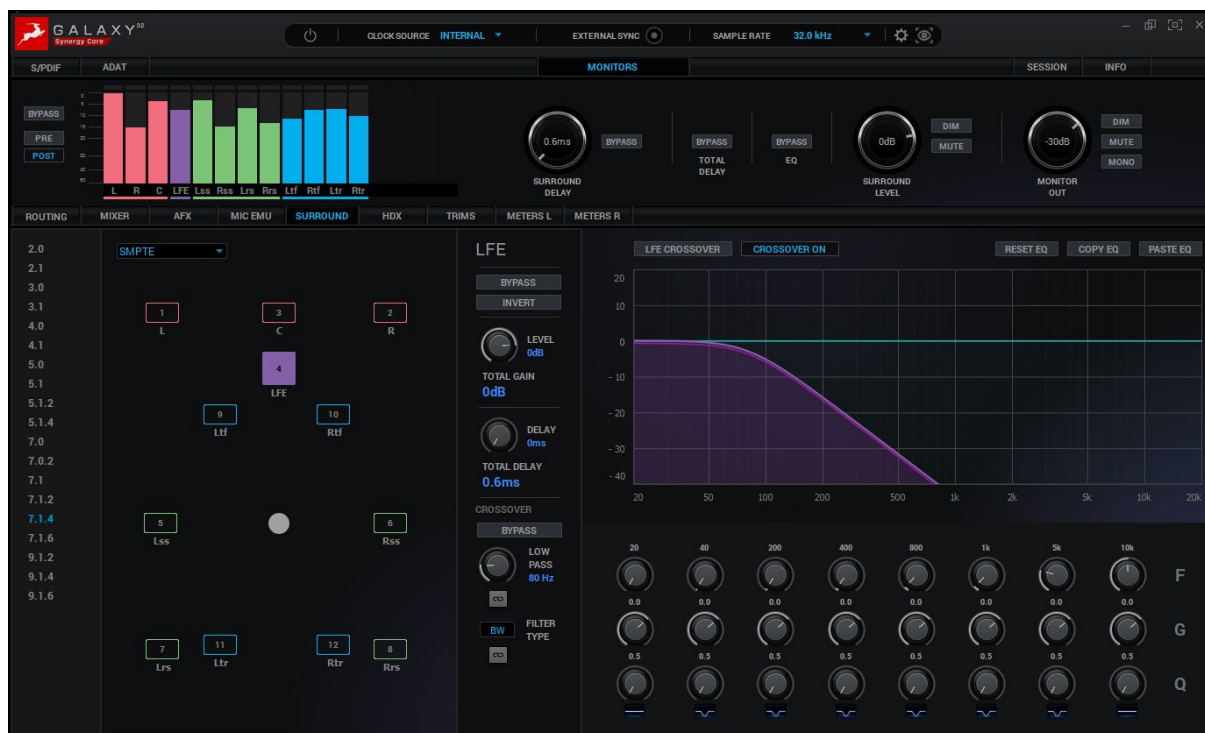 GALAXY32
Synergy Core
CLOCK SOURCE INTERNAL
EXTERNAL SYNC
SAMPLE RATE 32.0 kHz
S/PDIF ADAT MONITORS SESSION INFO
BYPASS
PRE
POST
L R C LFE Lss Rss Lrs Rrs Ltf Rtf Ltr Rtr
0.6ms BYPASS
SURROUND
DELAY
BYPASS
TOTAL
DELAY
BYPASS
EQ
0dB
DIM
MUTE
SURROUND
LEVEL
-30dB
DIM
MUTE
MONO
MONITOR
OUT
ROUTING MIXER AFX MIC EMU SURROUND HDX TRIMS METERS L METERS R
2.0
2.1
3.0
3.1
4.0
4.1
5.0
5.1
5.1.2
5.1.4
7.0
7.0.2
7.1
7.1.2
7.1.4
7.1.6
9.1.2
9.1.4
9.1.6
SMPTE
1 3 2
L C R
4
LFE
9 10
Ltf Rtf
5 6
Lss Rss
7 11 12 8
Lrs Ltr Rtr Rrs
LFE
BYPASS
INVERT
LEVEL
0dB
TOTAL GAIN
0dB
DELAY
0ms
TOTAL DELAY
0.6ms
CROSSOVER
BYPASS
LOW
PASS
80 Hz
BW
FILTER
TYPE
LFE CROSSOVER CROSSOVER ON RESET EQ COPY EQ PASTE EQ
20
10
0
- 10
- 20
- 30
- 40
20 50 100 200 500 1k 2k 5k 10k 20k
20 40 200 400 800 1k 5k 10k
F
0.0 0.0 0.0 0.0 0.0 0.0 0.0 0.0
G
0.5 0.5 0.5 0.5 0.5 0.5 0.5 0.5
Q